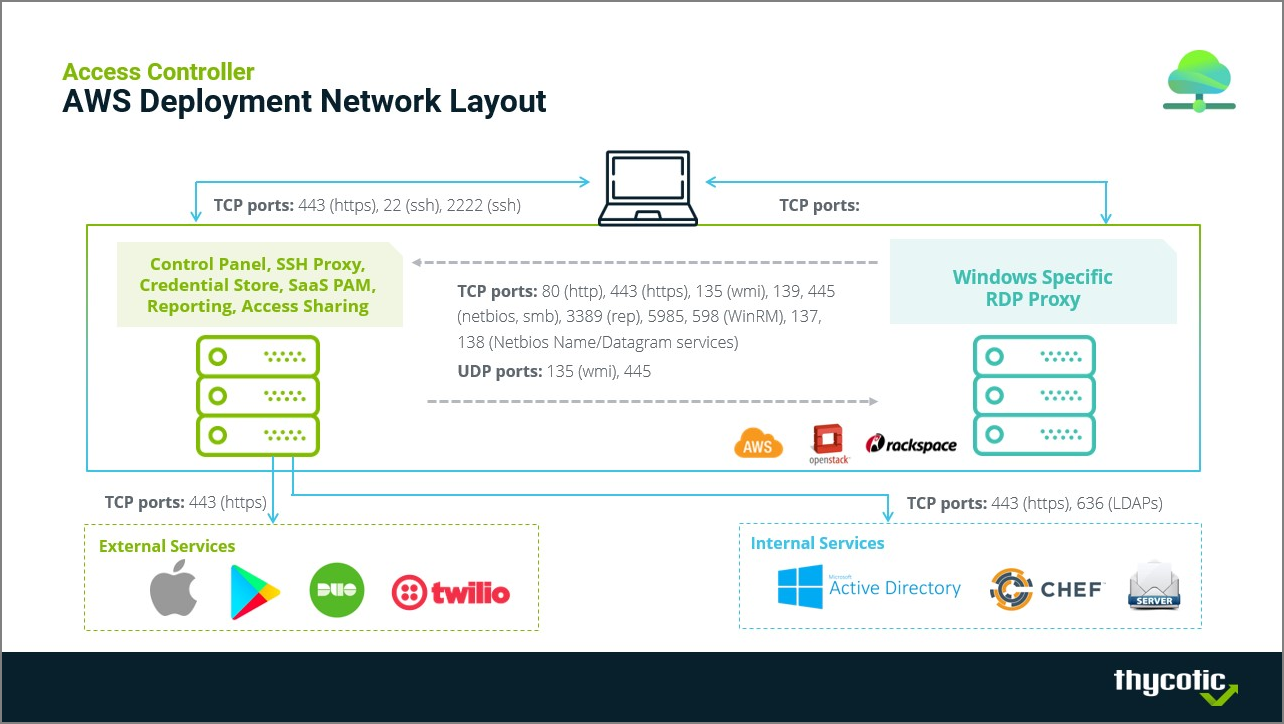 Access Controller
AWS Deployment Network Layout
TCP ports: 443 (https), 22 (ssh), 2222 (ssh)
TCP ports:
Control Panel, SSH Proxy,
Credential Store, SaaS PAM,
Reporting, Access Sharing
TCP ports: 80 (http), 443 (https), 135 (wmi), 139, 445
(netbios, smb), 3389 (rep), 5985, 598 (WinRM), 137,
138 (Netbios Name/Datagram services)
UDP ports: 135 (wmi), 445
Windows Specific
RDP Proxy
AWS
openstack
rackspace
TCP ports: 443 (https)
TCP ports: 443 (https), 636 (LDAPs)
External Services
DUO
twilio
Internal Services
Microsoft
Active Directory
CHEF
SERVER
thycotic